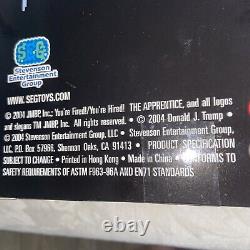 SEG
Stevenson
Entertainment
Group
WWW.SEGTOYS.COM
© 2004 JMBP, Inc.; You're Fired!/You're Hired! THE APPRENTICE, and all logos
and slogans TM JMBP, Inc. All rights reserved. • © 2004 Donald J. Trump •
© 2004 Stevenson Entertainment Group, LLC. • Stevenson Entertainment Group,
LLC. PO Box 57965, Sherman Oaks, CA 91413 • PRODUCT SPECIFICATION
SUBJECT TO CHANGE • Printed in Hong Kong • Made in China • CONFORMS TO
SAFETY REQUIREMENTS OF ASTM F963-96A AND EN71 STANDARDS